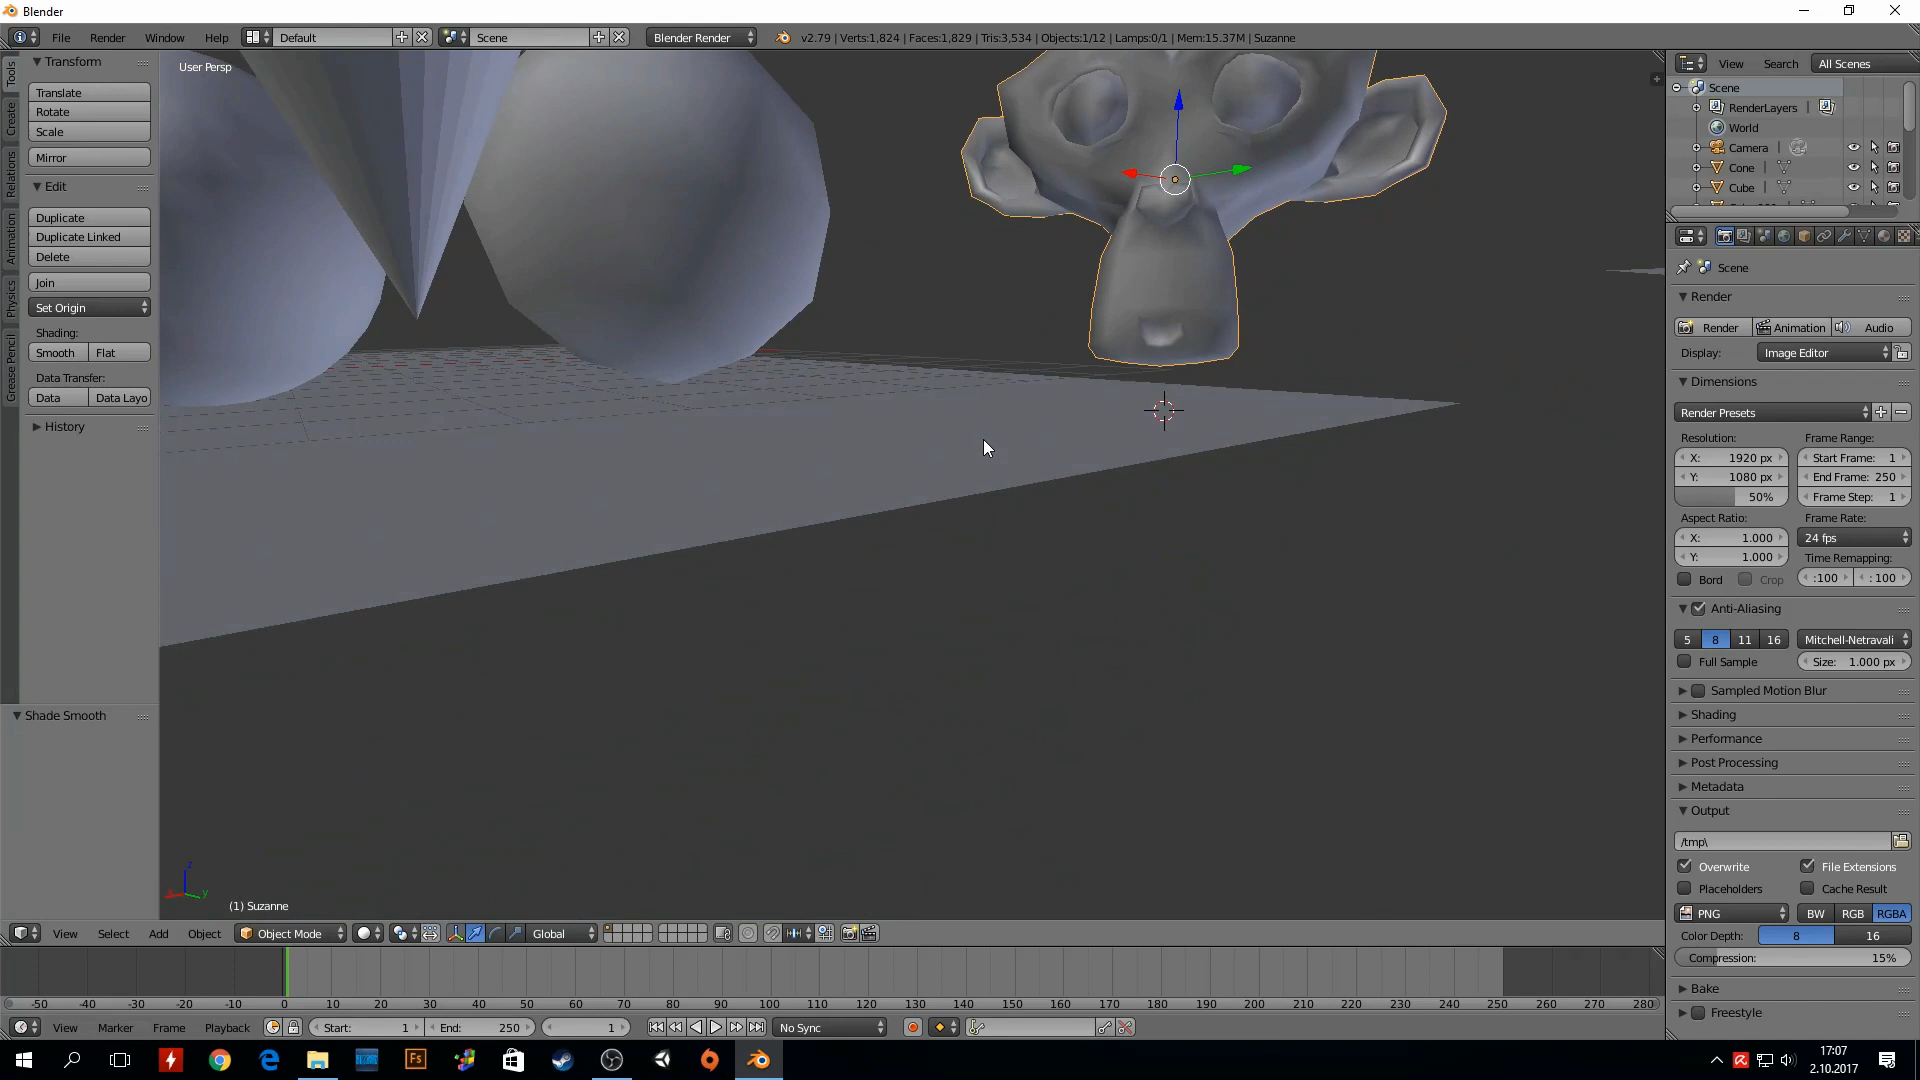 Blender
File Render Window Help Default Scene Blender Render v2.79 | Verts:1,824 | Faces:1,829 | Tris:3,534 | Objects:1/12 | Lamps:0/1 | Mem:15.37M | Suzanne
Tools
Create
Relations
Animation
Physics
Grease Pencil
Transform
Translate
Rotate
Scale
Mirror
Edit
Duplicate
Duplicate Linked
Delete
Join
Set Origin
Shading:
Smooth Flat
Data Transfer:
Data Data Layo
History
Shade Smooth
User Persp
(1) Suzanne
View Search All Scenes
Scene
RenderLayers
World
Camera
Cone
Cube
Scene
Render
Render Animation Audio
Display: Image Editor
Dimensions
Render Presets
Resolution: Frame Range:
X: 1920 px Start Frame: 1
Y: 1080 px End Frame: 250
50% Frame Step: 1
Aspect Ratio: Frame Rate:
X: 1.000 24 fps
Y: 1.000 Time Remapping:
Bord Crop :100 : 100
Anti-Aliasing
5 8 11 16 Mitchell-Netravali
Full Sample Size: 1.000 px
Sampled Motion Blur
Shading
Performance
Post Processing
Metadata
Output
/tmp\
Overwrite File Extensions
Placeholders Cache Result
PNG BW RGB RGBA
Color Depth: 8 16
Compression: 15%
Bake
Freestyle
View Select Add Object Object Mode Global
-50 -40 -30 -20 -10 0 10 20 30 40 50 60 70 80 90 100 110 120 130 140 150 160 170 180 190 200 210 220 230 240 250 260 270 280
View Marker Frame Playback Start: 1 End: 250 1 No Sync
Fs
17:07
2.10.2017